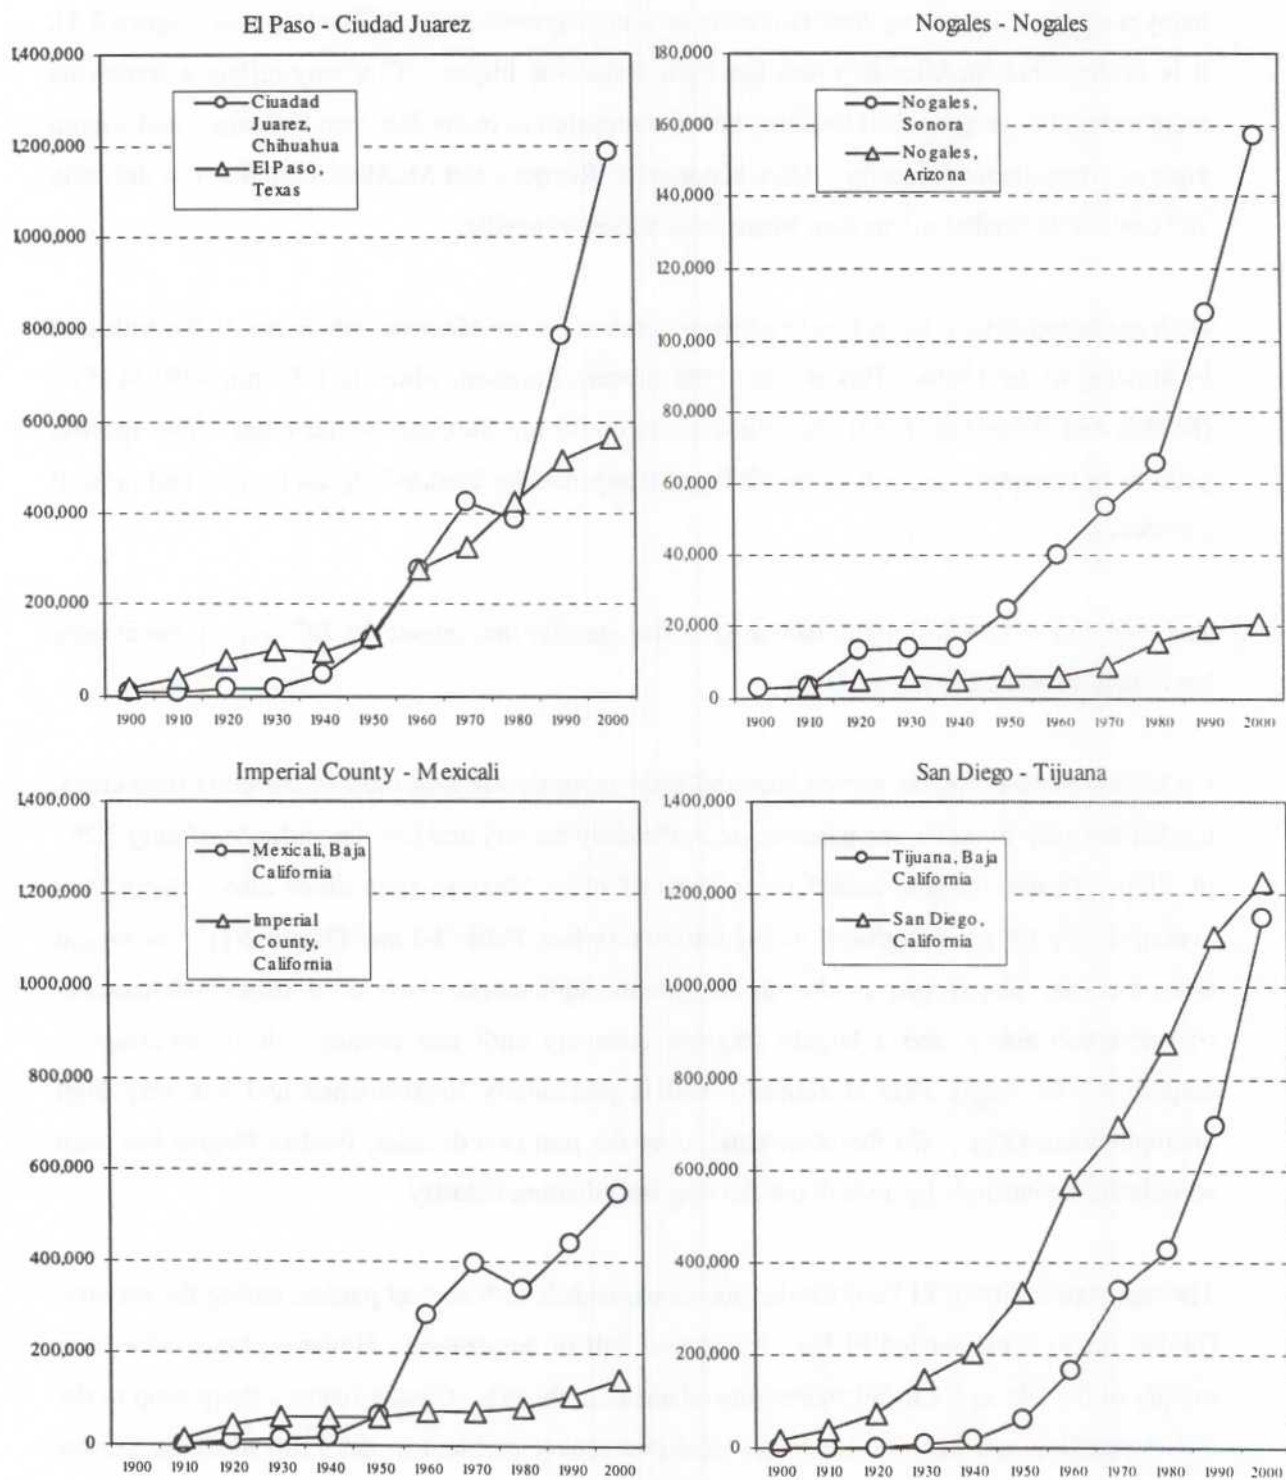 El Paso - Ciudad Juarez
1,400,000
1,200,000
1,000,000
800,000
600,000
400,000
200,000
0
Ciuadad
Juarez,
Chihuahua
El Paso,
Texas
1900 1910 1920 1930 1940 1950 1960 1970 1980 1990 2000
Nogales - Nogales
180,000
160,000
140,000
120,000
100,000
80,000
60,000
40,000
20,000
0
Nogales,
Sonora
Nogales,
Arizona
1900 1910 1920 1930 1940 1950 1960 1970 1980 1990 2000
Imperial County - Mexicali
1,400,000
1,200,000
1,000,000
800,000
600,000
400,000
200,000
0
Mexicali, Baja
California
Imperial
County,
California
1900 1910 1920 1930 1940 1950 1960 1970 1980 1990 2000
San Diego - Tijuana
1,400,000
1,200,000
1,000,000
800,000
600,000
400,000
200,000
0
Tijuana, Baja
California
San Diego,
California
1900 1910 1920 1930 1940 1950 1960 1970 1980 1990 2000